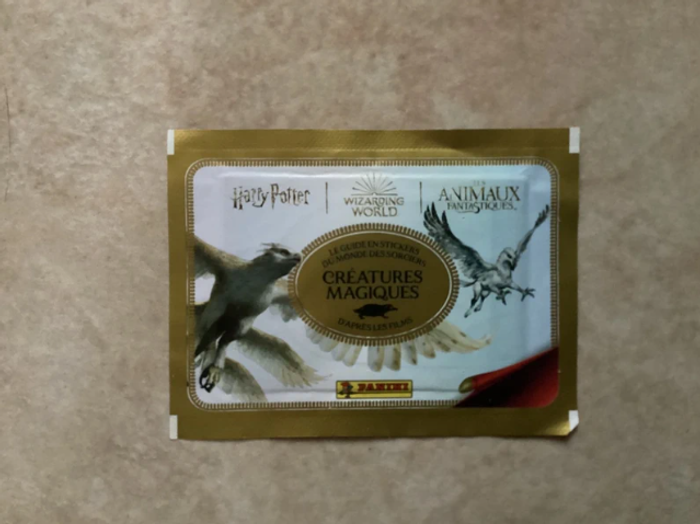 Harry Potter
WIZARDING
WORLD
LES
ANIMAUX
FANTASTIQUES
LE GUIDE EN STICKERS
DU MONDE DES SORCIERS
CRÉATURES
MAGIQUES
D'APRÈS LES FILMS
PANINI